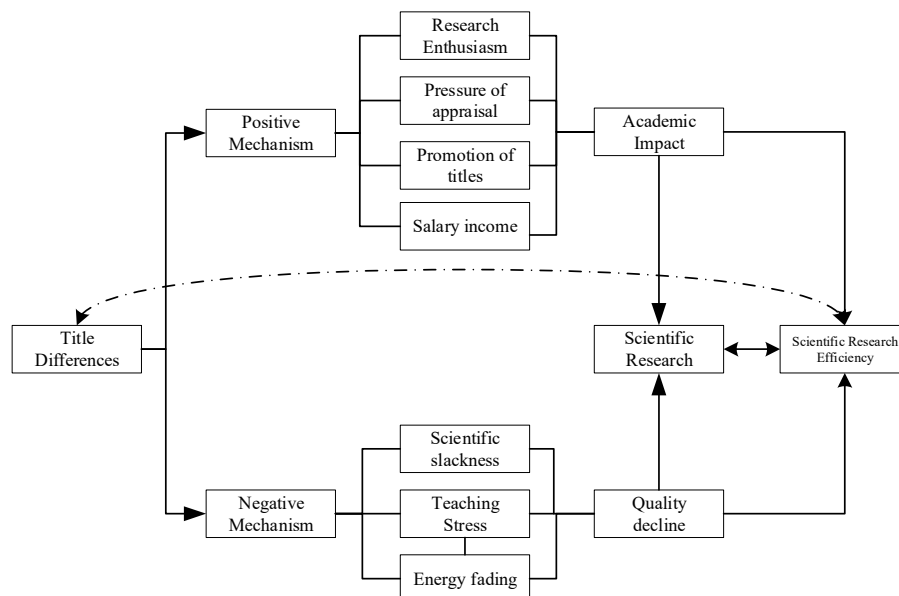 Research
Enthusiasm
Pressure of
appraisal
Positive
Mechanism
Academic
Impact
Promotion of
titles
Salary income
Title
Differences
Scientific
Research
Scientific Research
Efficiency
Scientific
slackness
Negative
Mechanism
Teaching
Stress
Quality
decline
Energy fading